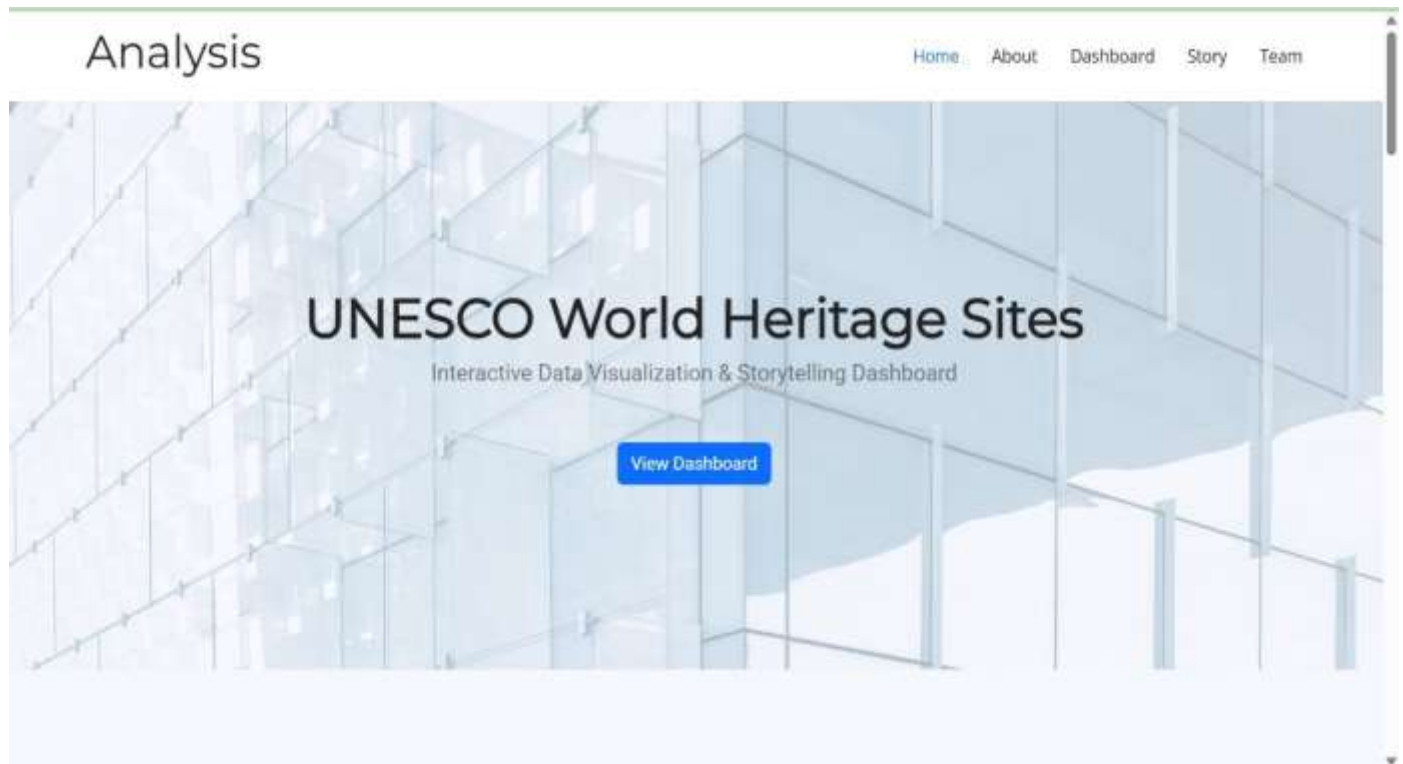 Analysis
Home About Dashboard Story Team
UNESCO World Heritage Sites
Interactive Data Visualization & Storytelling Dashboard
View Dashboard